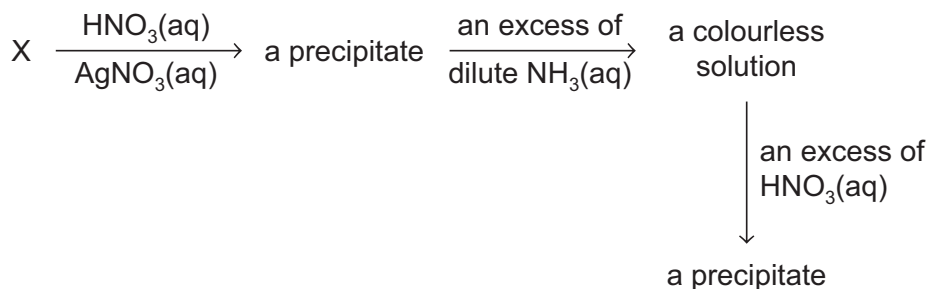 X
HNO₃(aq)
AgNO₃(aq)
a precipitate
an excess of
dilute NH₃(aq)
a colourless
solution
an excess of
HNO₃(aq)
a precipitate